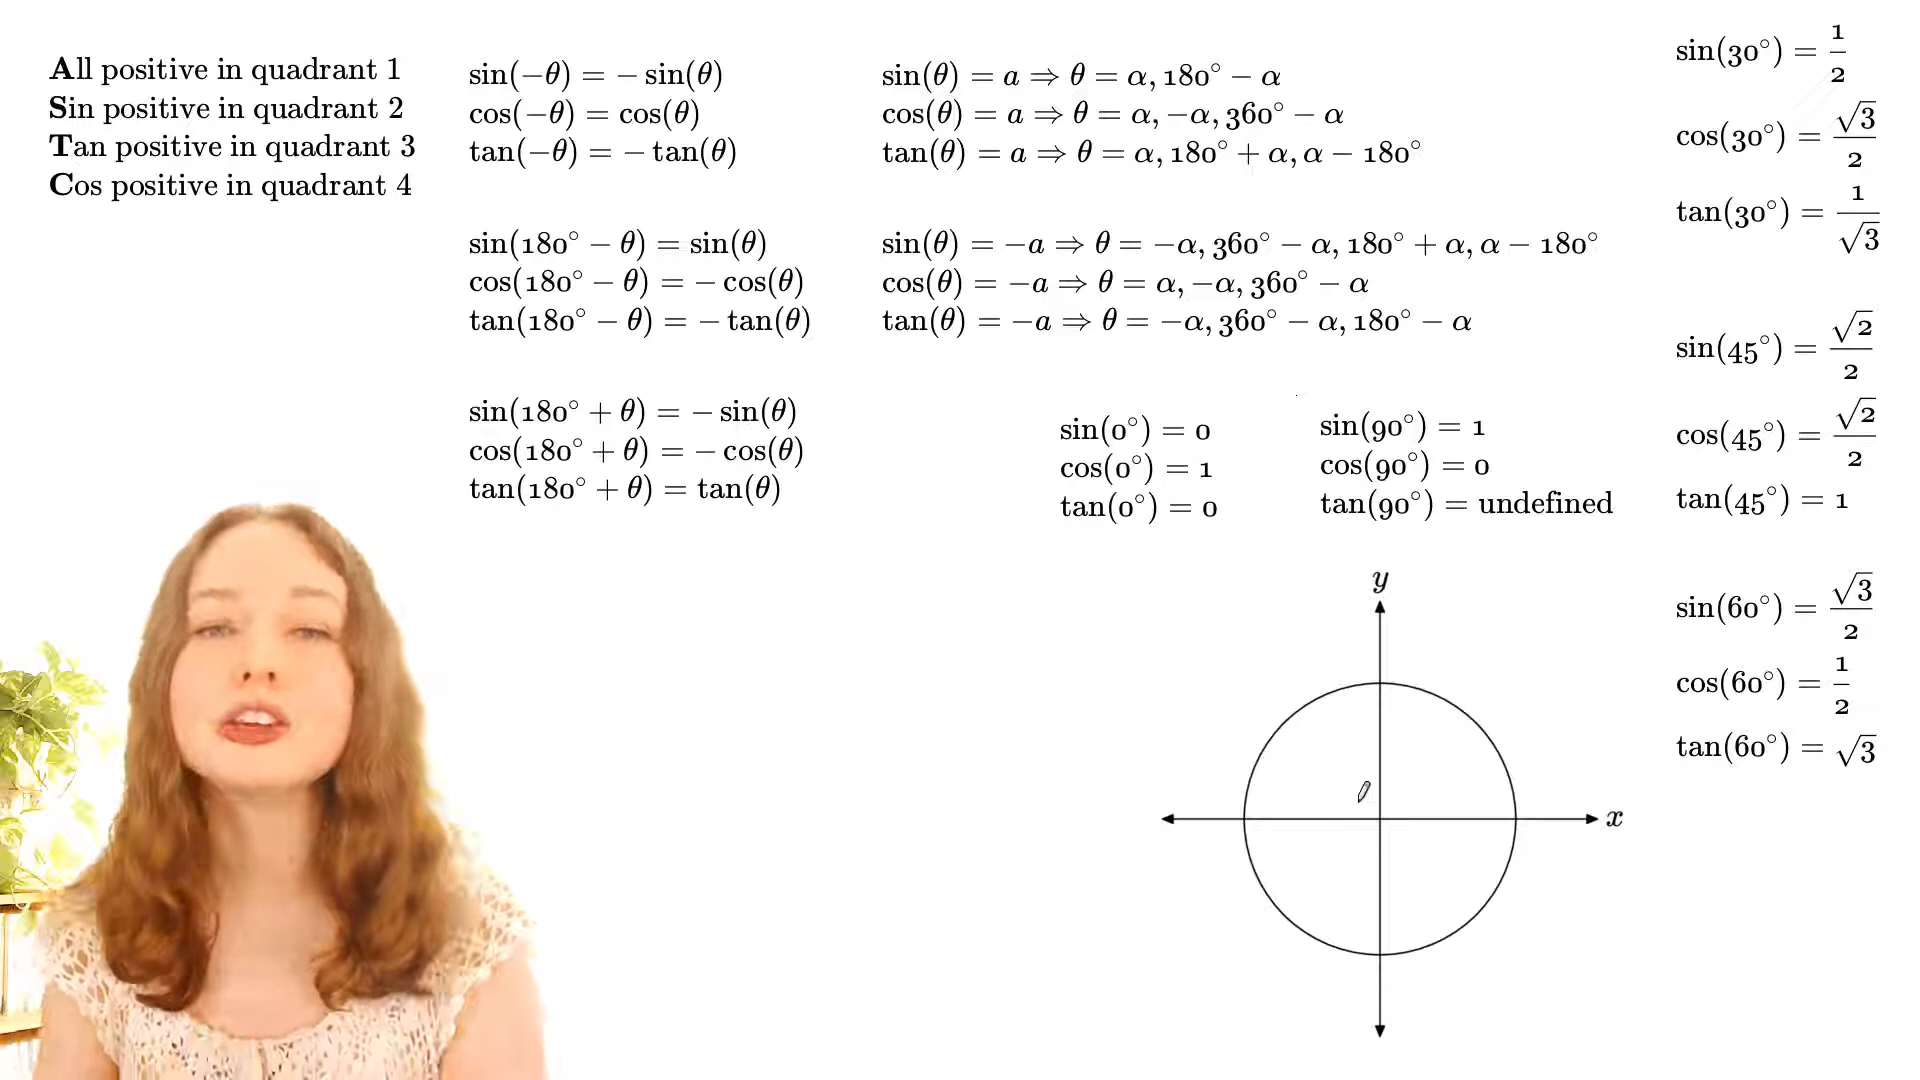 All positive in quadrant 1
Sin positive in quadrant 2
Tan positive in quadrant 3
Cos positive in quadrant 4
sin(−θ) = − sin(θ)
cos(−θ) = cos(θ)
tan(−θ) = − tan(θ)
sin(180° − θ) = sin(θ)
cos(180° − θ) = − cos(θ)
tan(180° − θ) = − tan(θ)
sin(180° + θ) = − sin(θ)
cos(180° + θ) = − cos(θ)
tan(180° + θ) = tan(θ)
sin(θ) = a ⇒ θ = α, 180° − α
cos(θ) = a ⇒ θ = α, −α, 360° − α
tan(θ) = a ⇒ θ = α, 180° + α, α − 180°
sin(θ) = −a ⇒ θ = −α, 360° − α, 180° + α, α − 180°
cos(θ) = −a ⇒ θ = α, −α, 360° − α
tan(θ) = −a ⇒ θ = −α, 360° − α, 180° − α
sin(0°) = 0
cos(0°) = 1
tan(0°) = 0
sin(90°) = 1
cos(90°) = 0
tan(90°) = undefined
y
x
sin(30°) = 1/2
cos(30°) = √3/2
tan(30°) = 1/√3
sin(45°) = √2/2
cos(45°) = √2/2
tan(45°) = 1
sin(60°) = √3/2
cos(60°) = 1/2
tan(60°) = √3